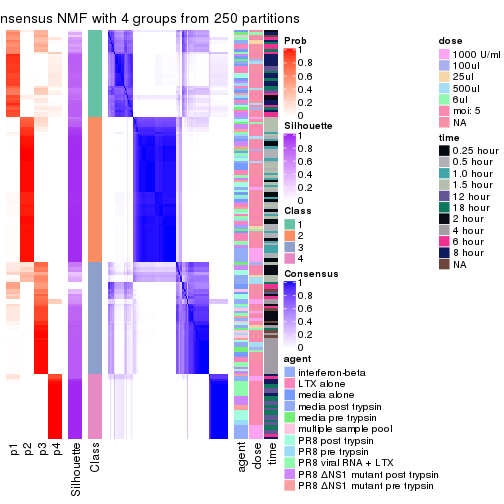 nsensus NMF with 4 groups from 250 partitions
Prob
1
0.8
0.6
0.4
0.2
0
Silhouette
1
0.8
0.6
0.4
0.2
0
Class
1
2
3
4
Consensus
1
0.8
0.6
0.4
0.2
0
agent
interferon-beta
LTX alone
media alone
media post trypsin
media pre trypsin
multiple sample pool
PR8 post trypsin
PR8 pre trypsin
PR8 viral RNA + LTX
PR8 ΔNS1 mutant post trypsin
PR8 ΔNS1 mutant pre trypsin
dose
1000 U/ml
100ul
25ul
500ul
6ul
moi: 5
NA
time
0.25 hour
0.5 hour
1.0 hour
1.5 hour
12 hour
18 hour
2 hour
4 hour
6 hour
8 hour
NA
p1
p2
p3
p4
Silhouette
Class
agent
dose
time